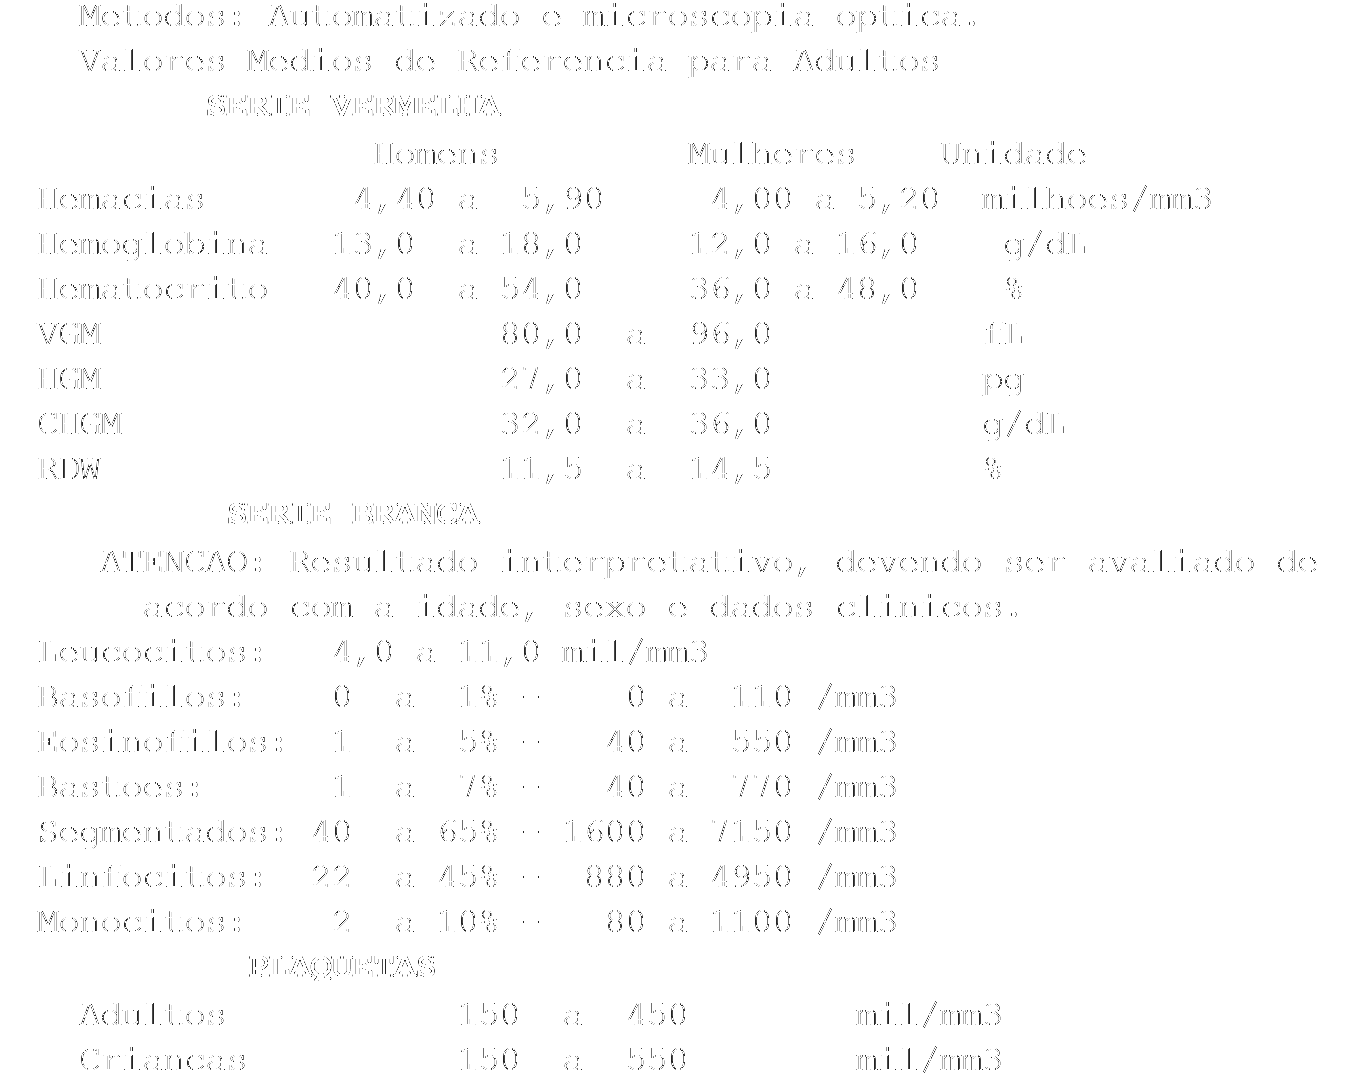 Metodos: Automatizado e microscopia optica.
Valores Medios de Referencia para Adultos
SERIE VERMELHA
Homens Mulheres Unidade
Hemacias 4,40 a 5,90 4,00 a 5,20 milhoes/mm3
Hemoglobina 13,0 a 18,0 12,0 a 16,0 g/dL
Hematocrito 40,0 a 54,0 36,0 a 48,0 %
VGM 80,0 a 96,0 fL
HGM 27,0 a 33,0 pg
CHGM 32,0 a 36,0 g/dL
RDW 11,5 a 14,5 %
SERIE BRANCA
ATENCAO: Resultado interpretativo, devendo ser avaliado de
acordo com a idade, sexo e dados clinicos.
Leucocitos: 4,0 a 11,0 mil/mm3
Basofilos: 0 a 1% -- 0 a 110 /mm3
Eosinofilos: 1 a 5% -- 40 a 550 /mm3
Bastoes: 1 a 7% -- 40 a 770 /mm3
Segmentados: 40 a 65% -- 1600 a 7150 /mm3
Linfocitos: 22 a 45% -- 880 a 4950 /mm3
Monocitos: 2 a 10% -- 80 a 1100 /mm3
PLAQUETAS
Adultos 150 a 450 mil/mm3
Criancas 150 a 550 mil/mm3